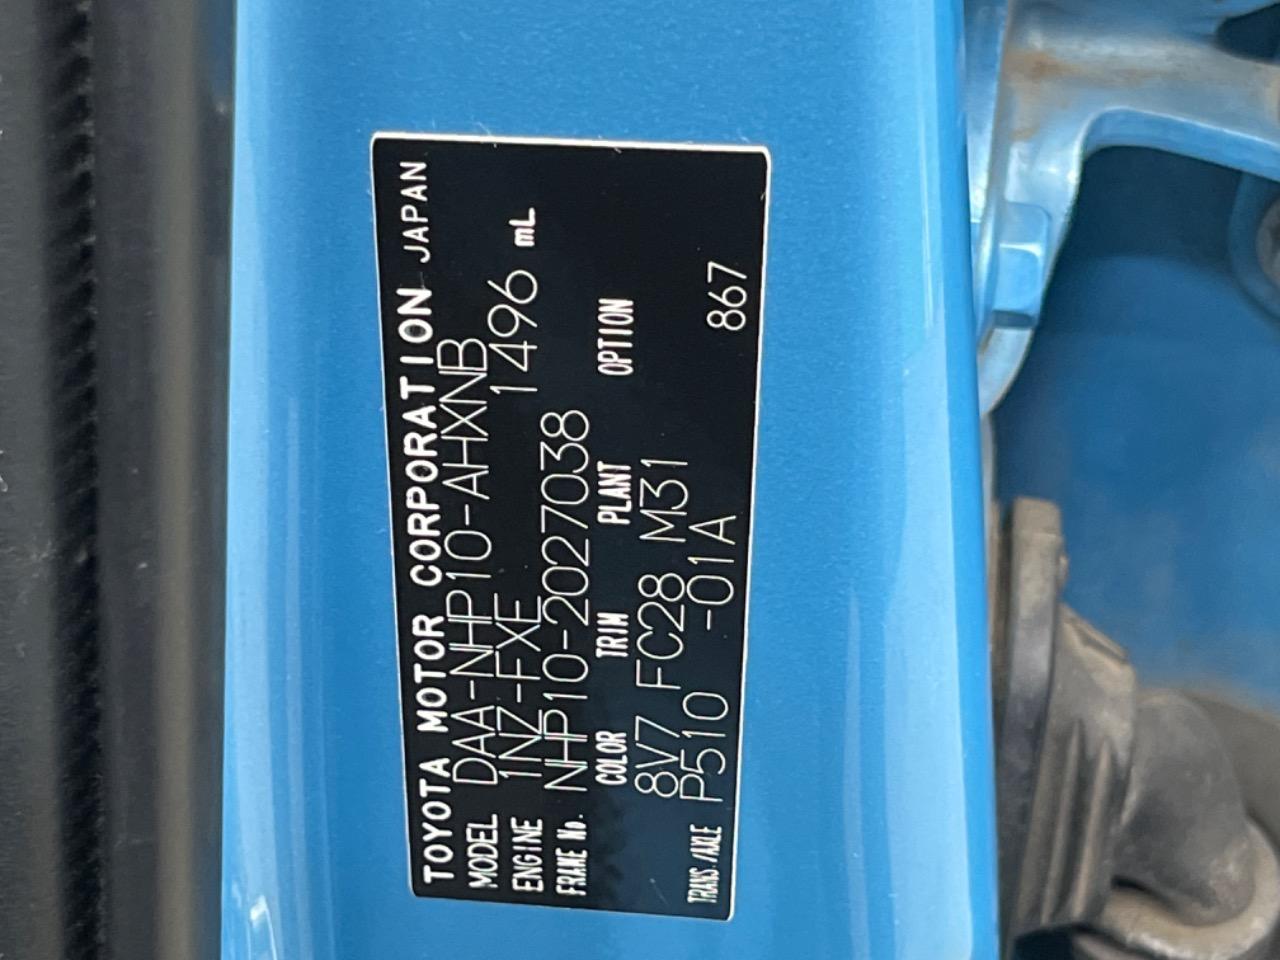 TOYOTA MOTOR CORPORATION JAPAN
MODEL DAA-NHP10-AHXNB
ENGINE 1NZ-FXE 1496 mL
FRAME No. NHP10-2027038
COLOR TRIM PLANT OPTION
8V7 FC28 M31
TRANS./AXLE P510 -01A 867